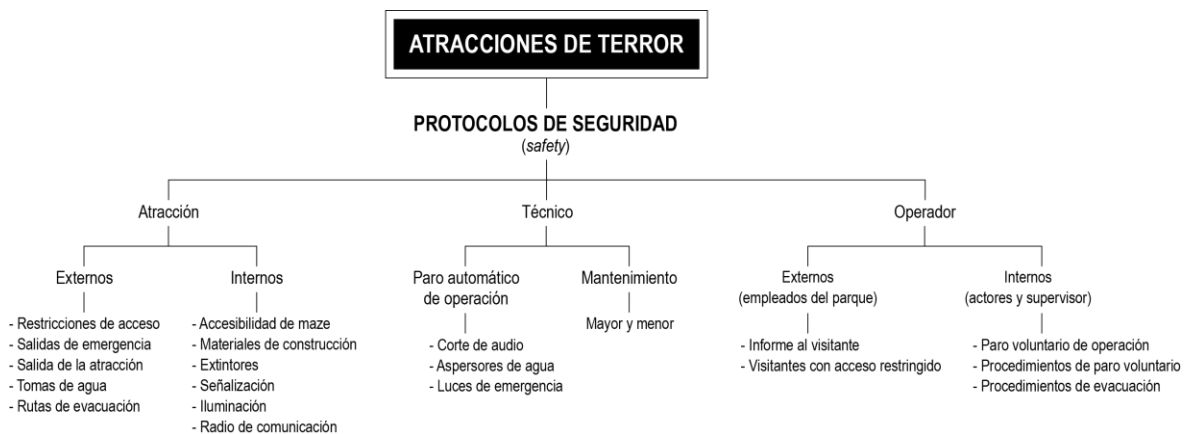 ATRACCIONES DE TERROR
PROTOCOLOS DE SEGURIDAD
(safety)
Atracción
Externos
- Restricciones de acceso
- Salidas de emergencia
- Salida de la atracción
- Tomas de agua
- Rutas de evacuación
Internos
- Accesibilidad de maze
- Materiales de construcción
- Extintores
- Señalización
- Iluminación
- Radio de comunicación
Técnico
Paro automático
de operación
- Corte de audio
- Aspersores de agua
- Luces de emergencia
Mantenimiento
Mayor y menor
Operador
Externos
(empleados del parque)
- Informe al visitante
- Visitantes con acceso restringido
Internos
(actores y supervisor)
- Paro voluntario de operación
- Procedimientos de paro voluntario
- Procedimientos de evacuación